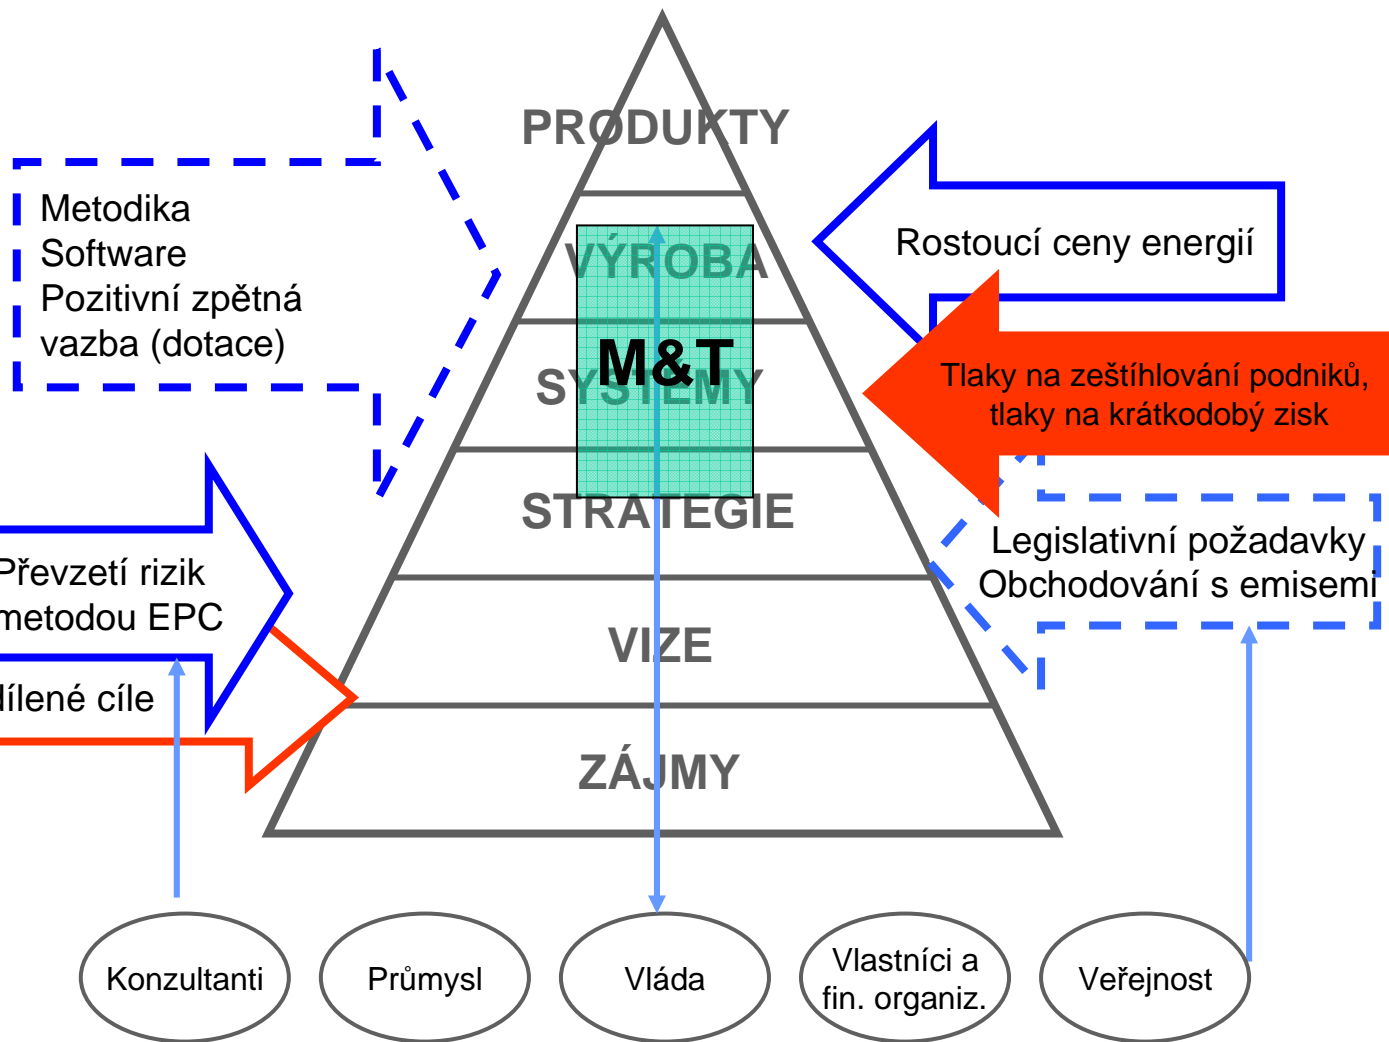 PRODUKTY
Metodika
Software
Pozitivní zpětná
vazba (dotace)
VÝROBA
Rostoucí ceny energií
M&T
SYSTÉMY
Tlaky na zeštíhlování podniků,
tlaky na krátkodobý zisk
STRATEGIE
Legislativní požadavky
Obchodování s emisemi
Převzetí rizik
metodou EPC
VIZE
dílené cíle
ZÁJMY
Konzultanti
Průmysl
Vláda
Vlastníci a
fin. organiz.
Veřejnost